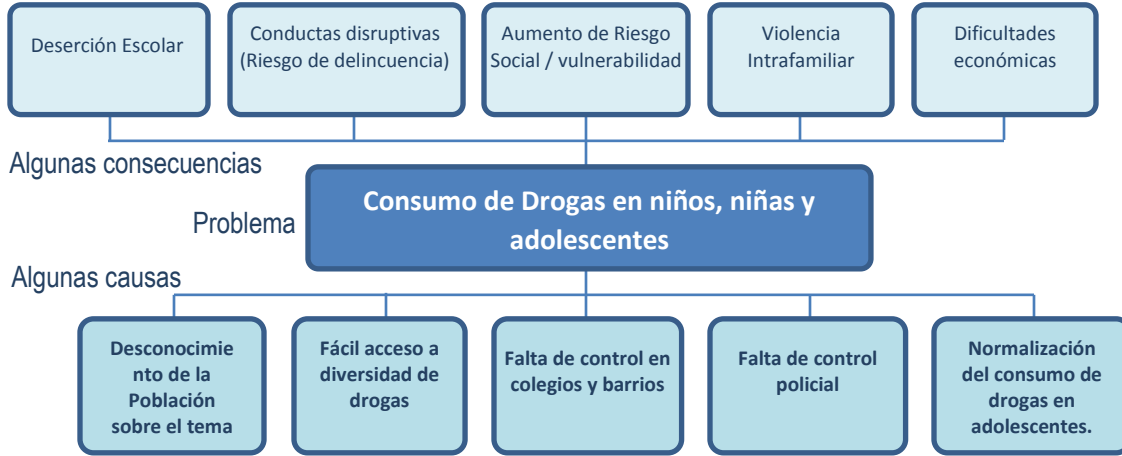 Deserción Escolar
Conductas disruptivas
(Riesgo de delincuencia)
Aumento de Riesgo
Social / vulnerabilidad
Violencia
Intrafamiliar
Dificultades
económicas
Algunas consecuencias
Problema
Consumo de Drogas en niños, niñas y
adolescentes
Algunas causas
Desconocimie
nto de la
Población
sobre el tema
Fácil acceso a
diversidad de
drogas
Falta de control en
colegios y barrios
Falta de control
policial
Normalización
del consumo de
drogas en
adolescentes.